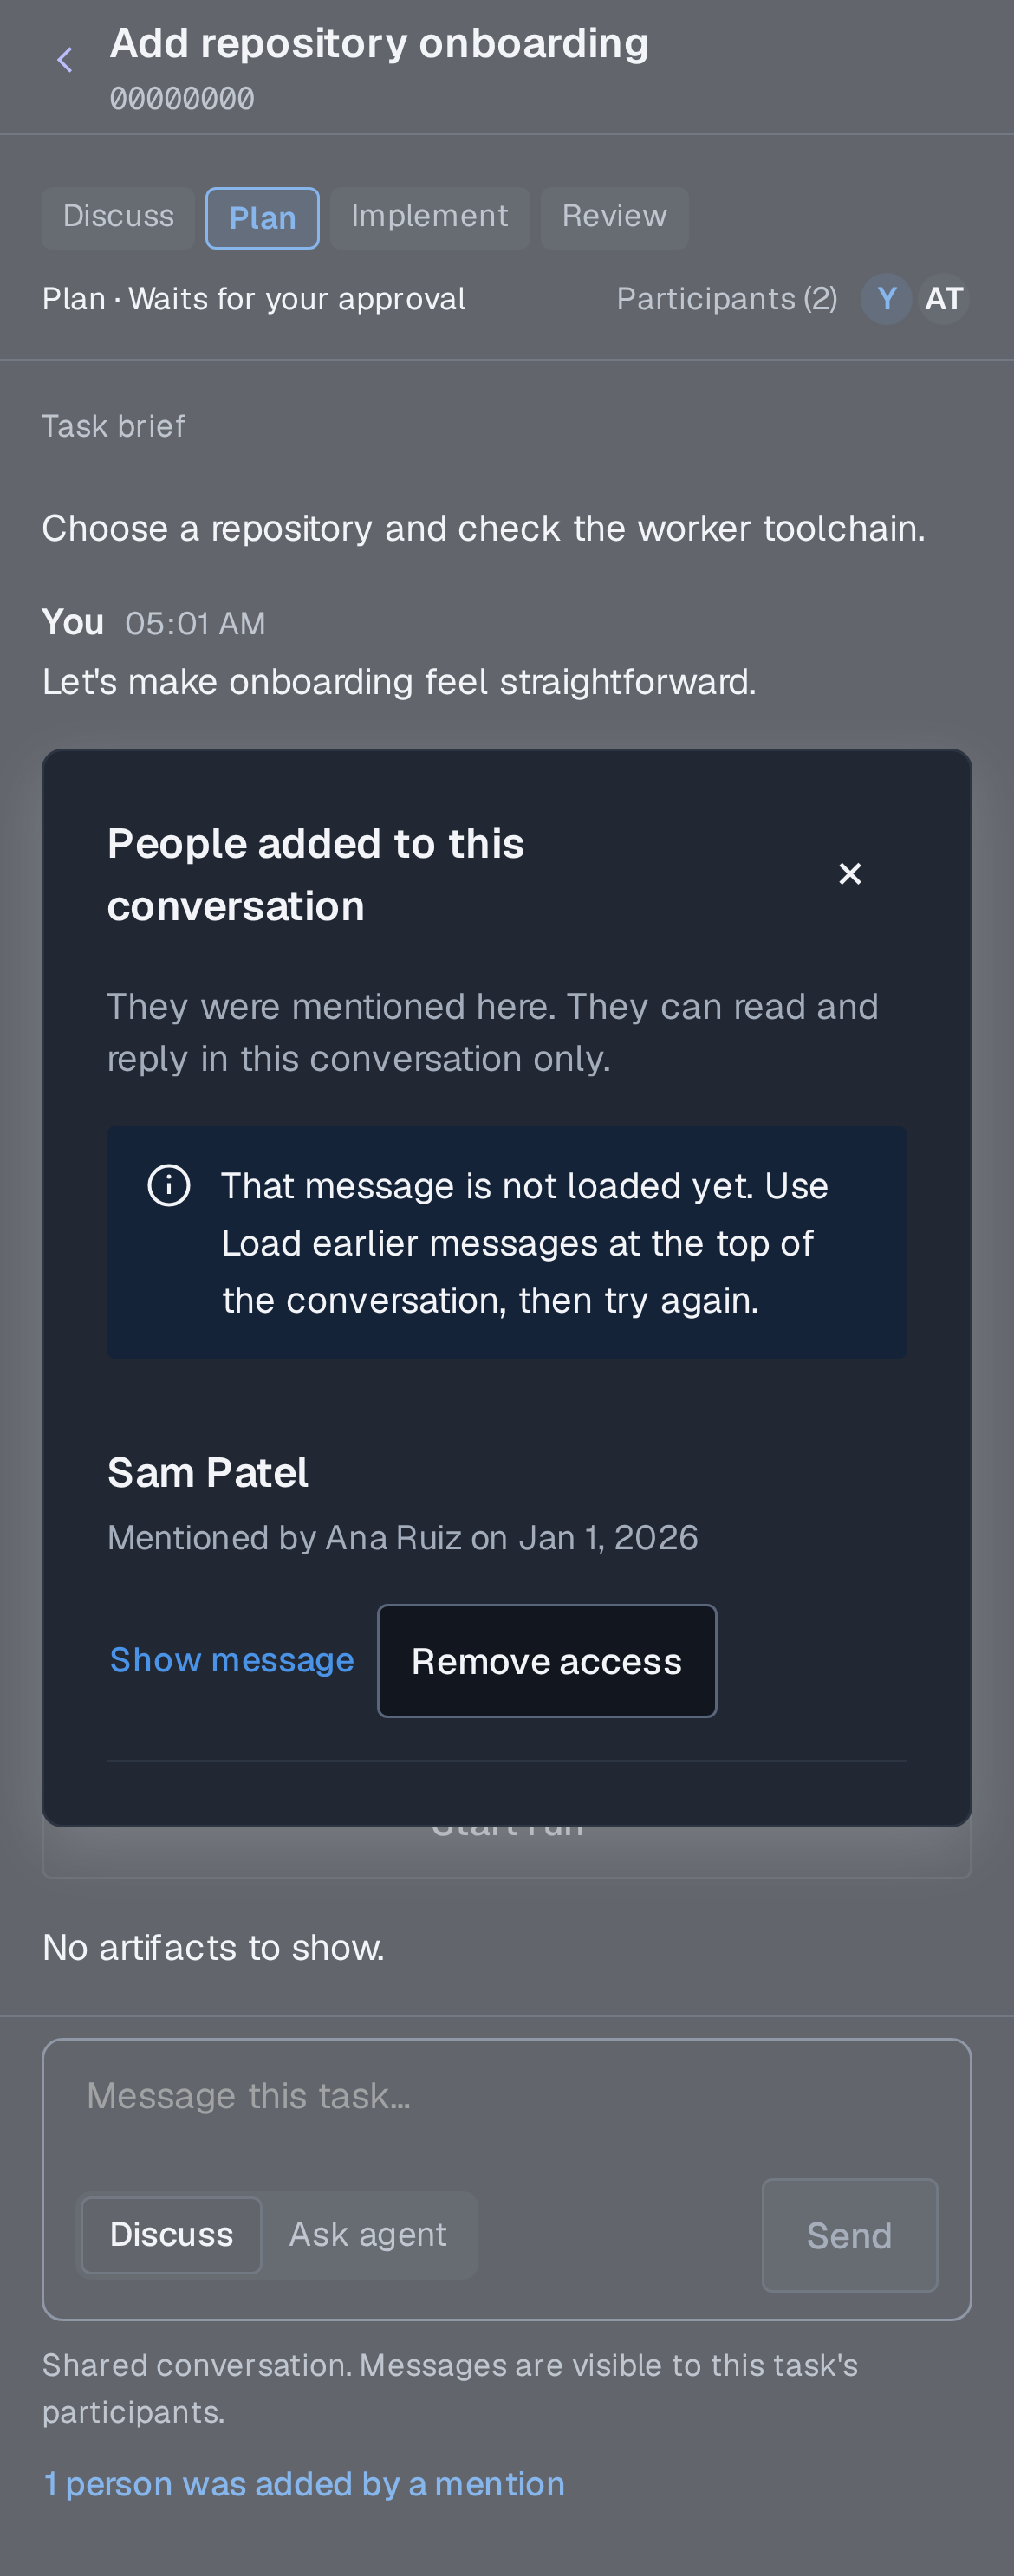 Add repository onboarding
00000000
Discuss
Plan
Implement
Review
Plan · Waits for your approval
Participants (2)
Y
AT
Task brief
Choose a repository and check the worker toolchain.
You 05:01 AM
Let's make onboarding feel straightforward.
People added to this
conversation
They were mentioned here. They can read and
reply in this conversation only.
That message is not loaded yet. Use
Load earlier messages at the top of
the conversation, then try again.
Sam Patel
Mentioned by Ana Ruiz on Jan 1, 2026
Show message
Remove access
Start run
No artifacts to show.
Message this task...
Discuss
Ask agent
Send
Shared conversation. Messages are visible to this task's
participants.
1 person was added by a mention